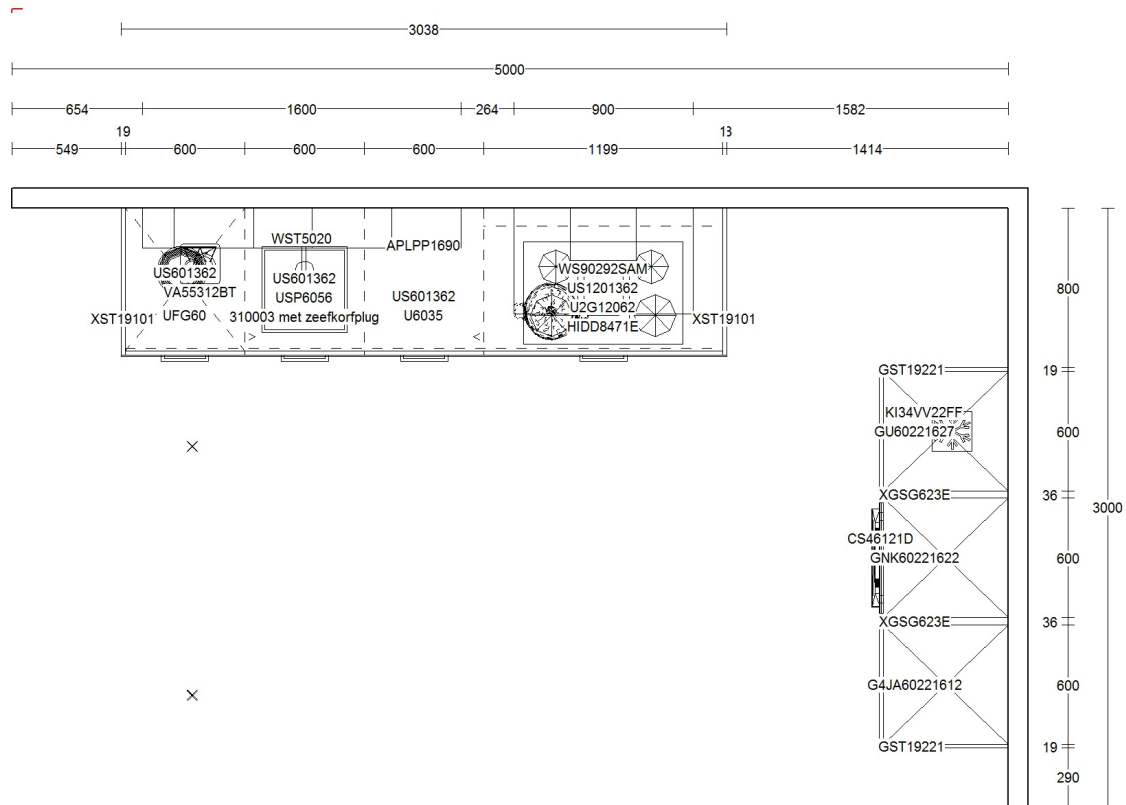 3038
5000
654
1600
264
900
1582
19
13
549
600
600
600
1199
1414
WST5020
APLPP1690
US601362
VA55312BT
UFG60
XST19101
US601362
USP6056
310003 met zeefkorfplug
US601362
U6035
WS90292SAM
US1201362
U2G12062
HIDD8471E
XST19101
800
GST19221
19
KI34VV22FF
GU60221627
600
XGSG623E
36
3000
CS46121D
GNK60221622
600
XGSG623E
36
G4JA60221612
600
GST19221
19
290